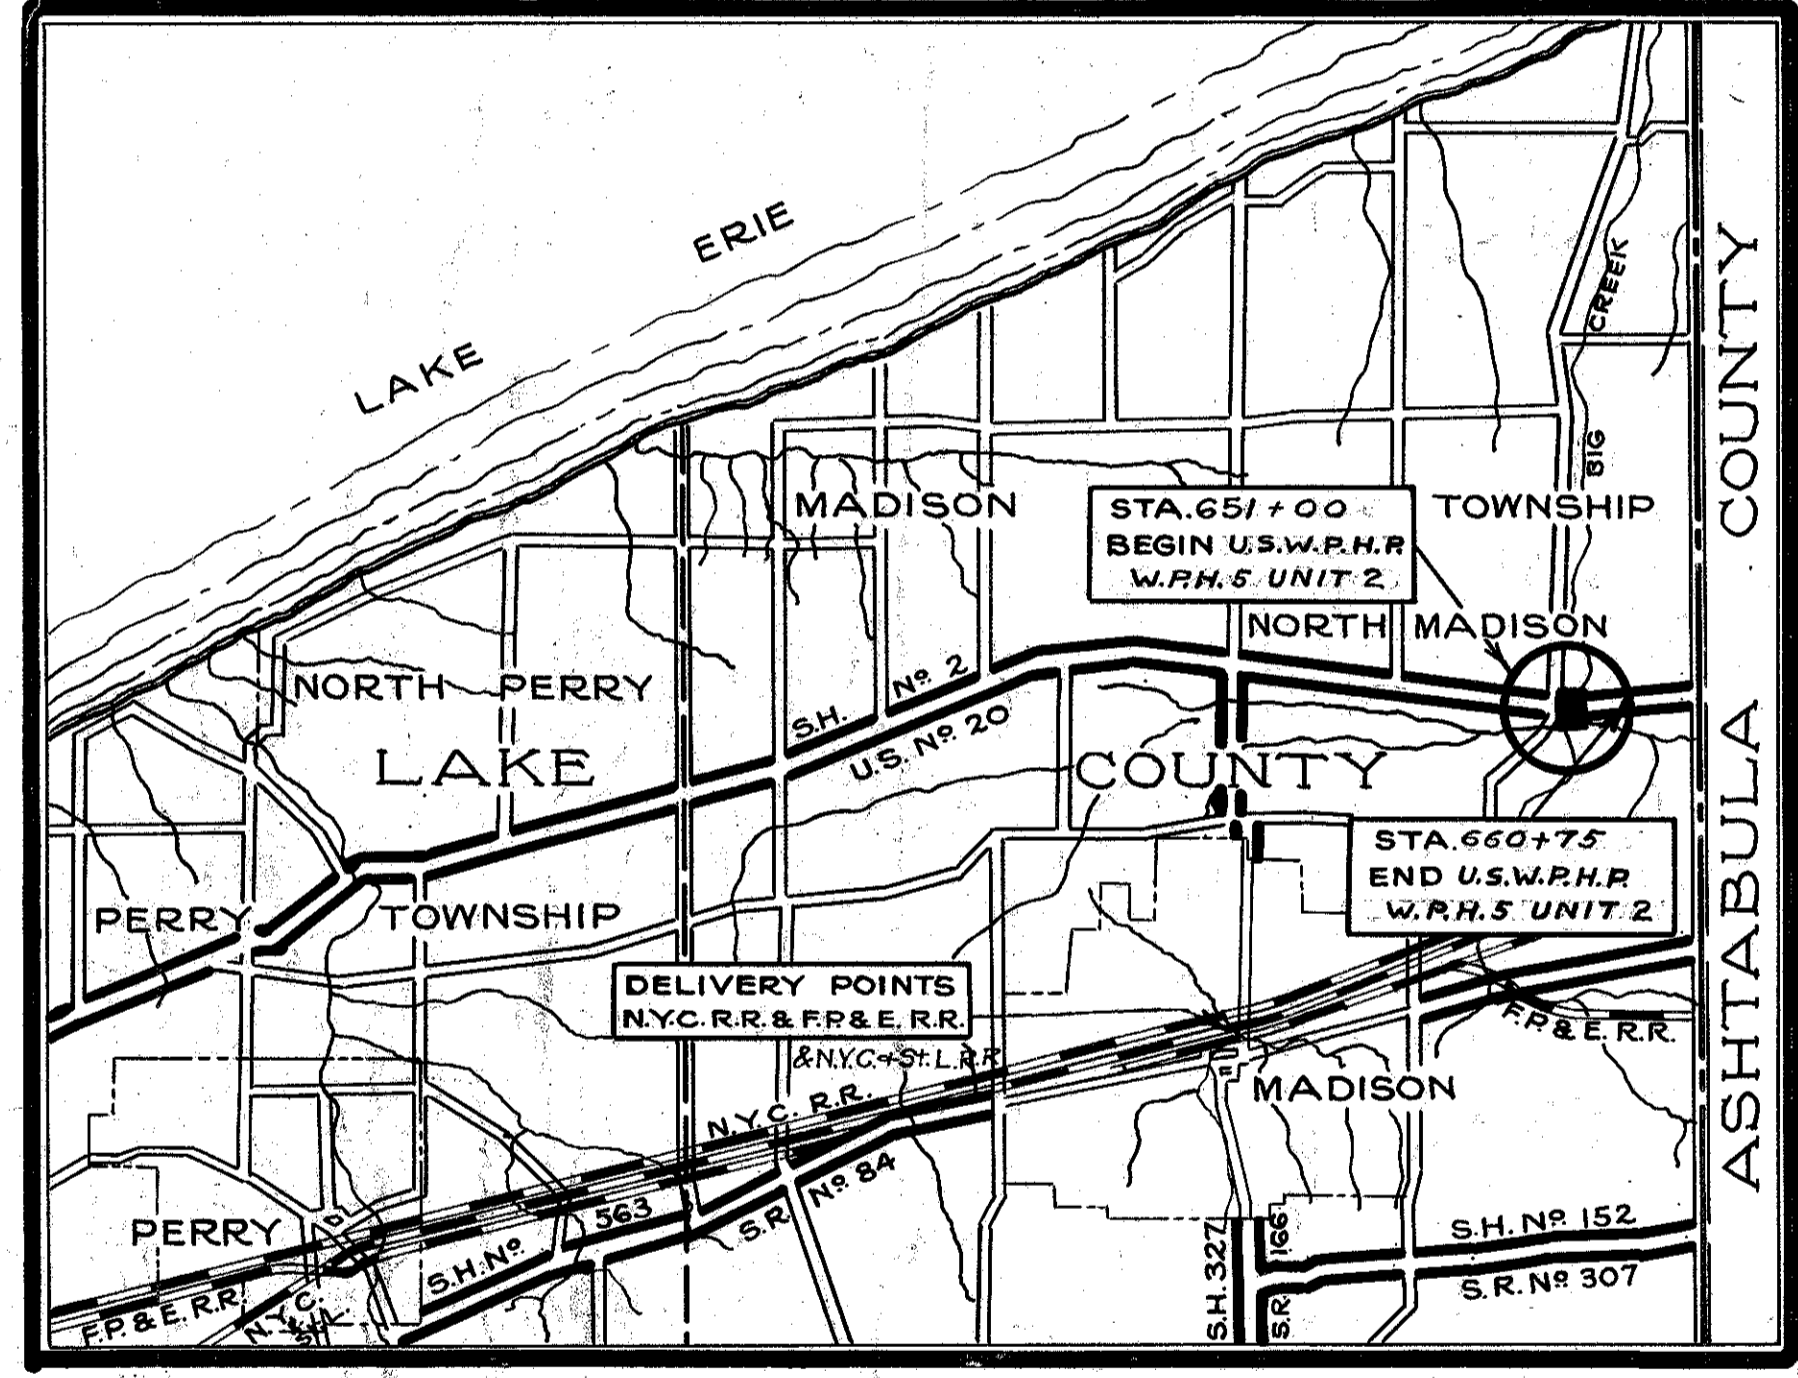 LAKE ERIE
CREEK
BIG
COUNTY
ASHTABULA
MADISON
TOWNSHIP
STA. 651 + 00
BEGIN U.S.W.P.H.P.
W.P.H. 5 UNIT 2
NORTH MADISON
NORTH PERRY
S.H. Nº 2
U.S. Nº 20
LAKE COUNTY
STA. 660+75
END U.S.W.P.H.P.
W.P.H. 5 UNIT 2
PERRY TOWNSHIP
DELIVERY POINTS
N.Y.C. R.R. & F.P. & E. R.R.
& N.Y.C. & St. L. R.R.
F.P. & E. R.R.
MADISON
N.Y.C. R.R.
S.R. Nº 84
S.H. Nº 563
PERRY
F.P. & E. R.R.
N.Y.C.
& St. L.
S.H. 327
S.R. 166
S.H. Nº 152
S.R. Nº 307